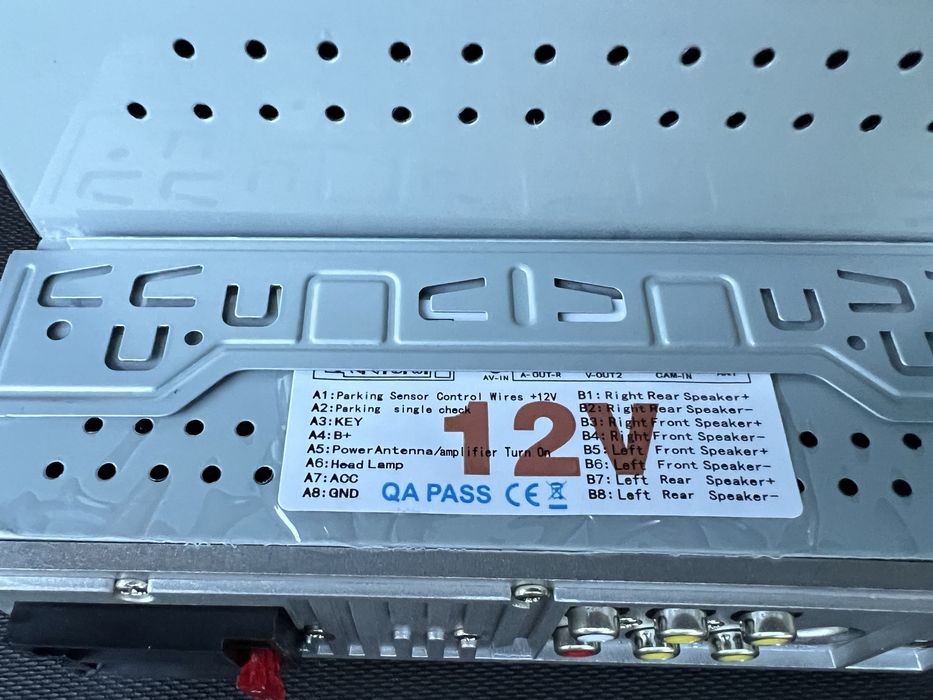 AV-IN A-OUT-R V-OUT2 CAM-IN ANT
A1:Parking Sensor Control Wires +12V
A2:Parking single check
A3:KEY
A4:B+
A5:PowerAntenna/amplifier Turn On
A6:Head Lamp
A7:ACC
A8:GND
12V
QA PASS CE
B1:Right Rear Speaker+
B2:Right Rear Speaker-
B3:Right Front Speaker+
B4:Right Front Speaker-
B5:Left Front Speaker+
B6:Left Front Speaker-
B7:Left Rear Speaker+
B8:Left Rear Speaker-